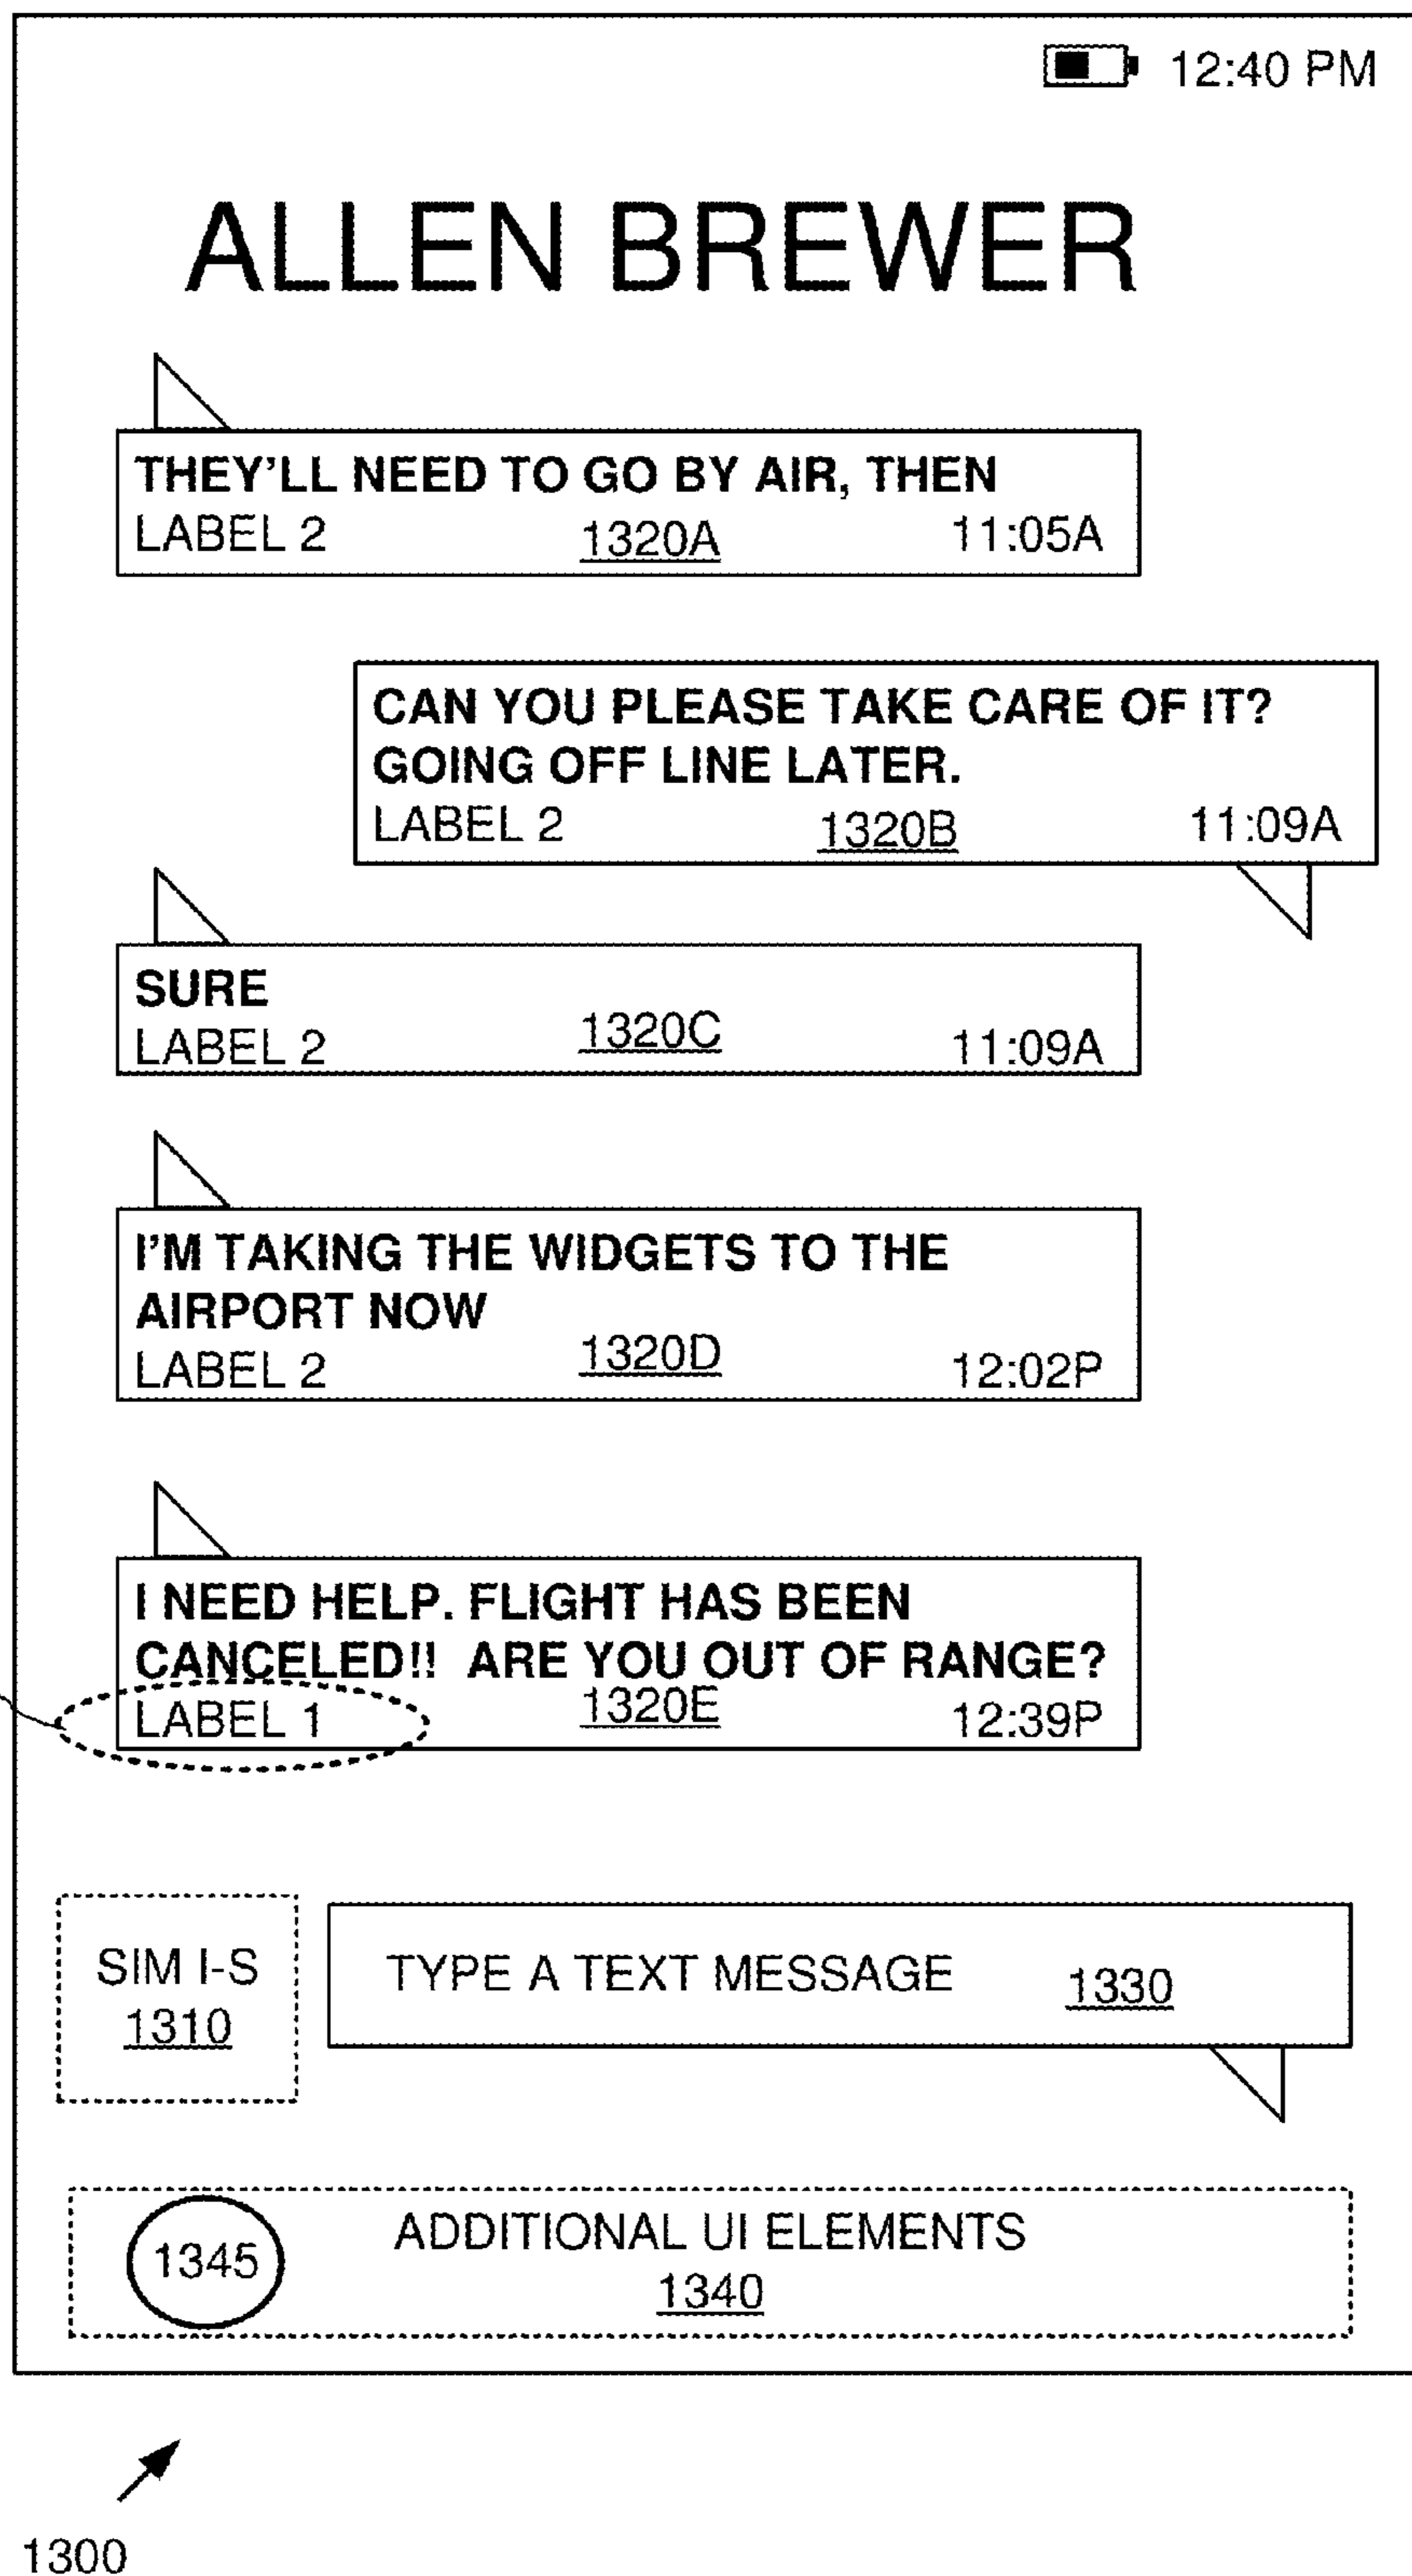 12:40 PM
ALLEN BREWER
THEY'LL NEED TO GO BY AIR, THEN
LABEL 2 1320A 11:05A
CAN YOU PLEASE TAKE CARE OF IT?
GOING OFF LINE LATER.
LABEL 2 1320B 11:09A
SURE
LABEL 2 1320C 11:09A
I'M TAKING THE WIDGETS TO THE
AIRPORT NOW
LABEL 2 1320D 12:02P
I NEED HELP. FLIGHT HAS BEEN
CANCELED!! ARE YOU OUT OF RANGE?
LABEL 1 1320E 12:39P
SIM I-S
1310
TYPE A TEXT MESSAGE 1330
1345
ADDITIONAL UI ELEMENTS
1340
1300